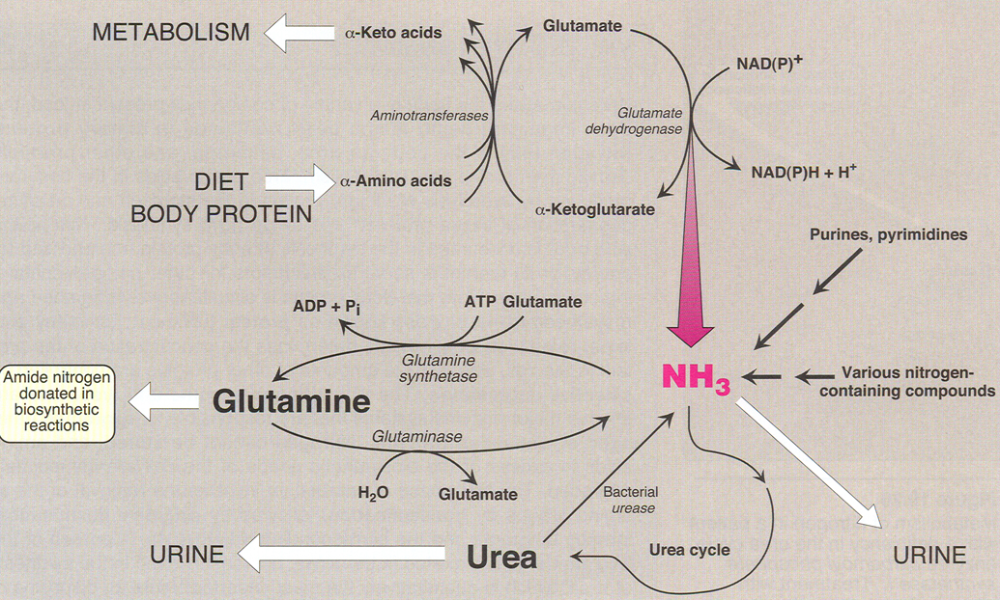 METABOLISM
α-Keto acids
Glutamate
NAD(P)+
Aminotransferases
Glutamate
dehydrogenase
DIET
α-Amino acids
BODY PROTEIN
α-Ketoglutarate
NAD(P)H + H+
Purines, pyrimidines
ADP + Pi
ATP Glutamate
Glutamine
synthetase
NH3
Various nitrogen-
containing compounds
Amide nitrogen
donated in
biosynthetic
reactions
Glutamine
Glutaminase
H2O
Glutamate
Bacterial
urease
URINE
Urea
Urea cycle
URINE